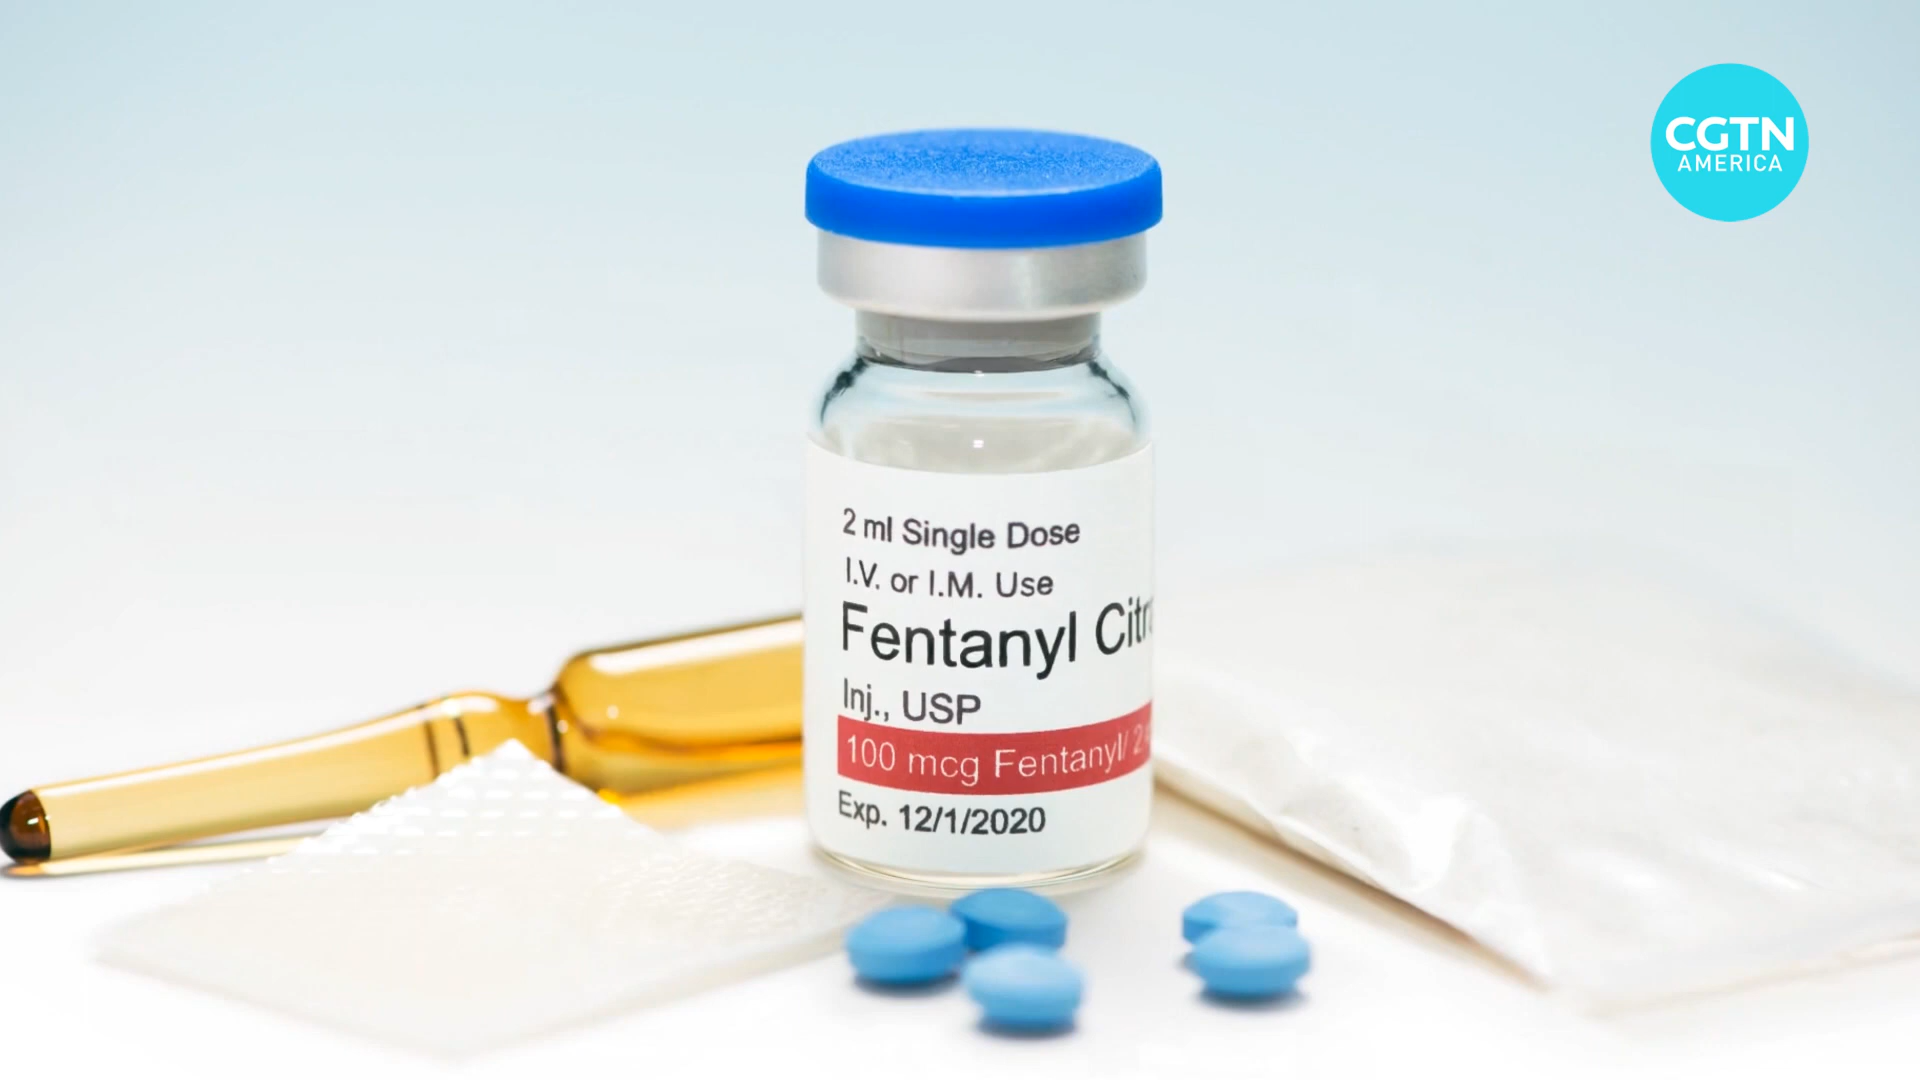 CGTN
AMERICA
2 ml Single Dose
I.V. or I.M. Use
Fentanyl
Inj., USP
100 mcg Fentanyl/ 2
Exp. 12/1/2020